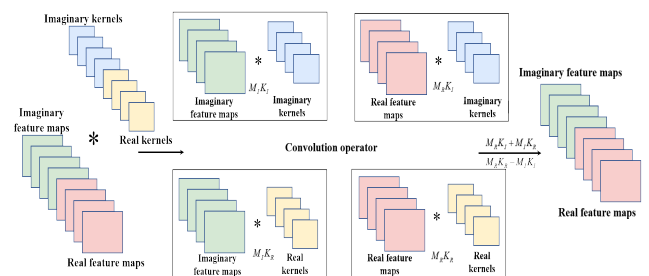 Imaginary kernels
Imaginary
feature maps
*
Real kernels
Real feature maps
*
Imaginary
feature maps
M_I K_I
Imaginary
kernels
*
Real feature
maps
M_R K_I
Imaginary
kernels
Convolution operator
*
Imaginary
feature maps
M_I K_R
Real
kernels
*
Real feature
maps
M_R K_R
Real
kernels
M_R K_I + M_I K_R
M_R K_R − M_I K_I
Imaginary feature maps
Real feature maps